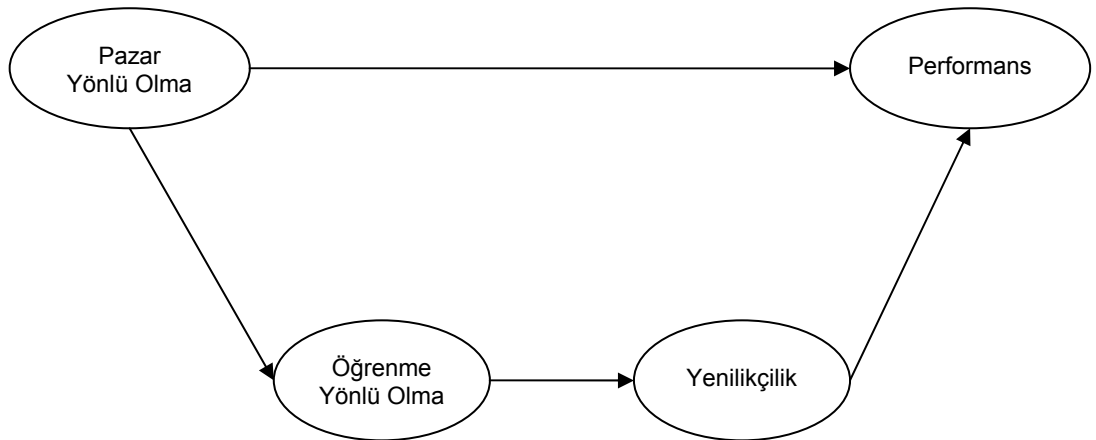 Pazar
Yönlü Olma
Performans
Öğrenme
Yönlü Olma
Yenilikçilik